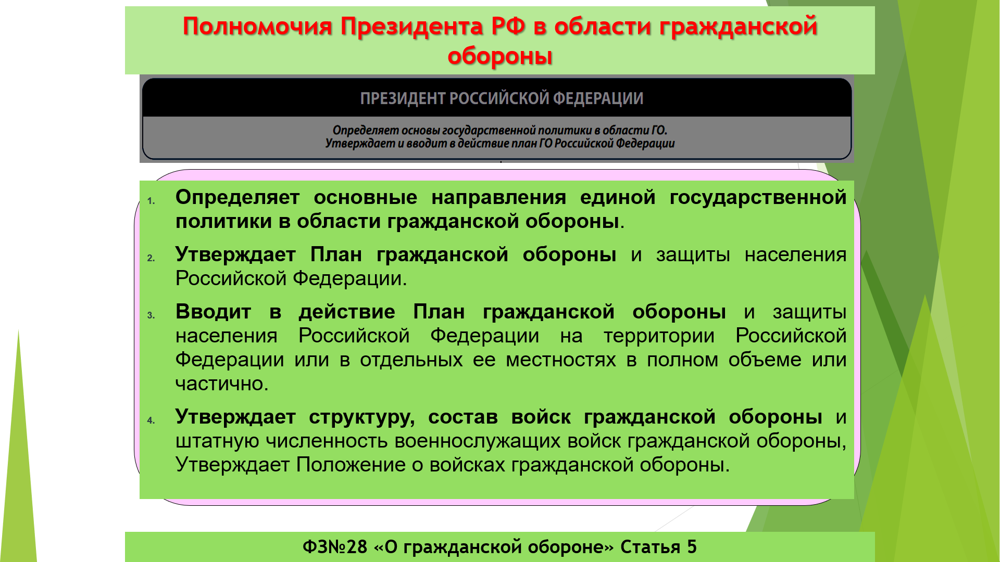 Полномочия Президента РФ в области гражданской
обороны
ПРЕЗИДЕНТ РОССИЙСКОЙ ФЕДЕРАЦИИ
Определяет основы государственной политики в области ГО.
Утверждает и вводит в действие план ГО Российской Федерации
1. Определяет основные направления единой государственной
политики в области гражданской обороны.
2. Утверждает План гражданской обороны и защиты населения
Российской Федерации.
3. Вводит в действие План гражданской обороны и защиты
населения Российской Федерации на территории Российской
Федерации или в отдельных ее местностях в полном объеме или
частично.
4. Утверждает структуру, состав войск гражданской обороны и
штатную численность военнослужащих войск гражданской обороны,
Утверждает Положение о войсках гражданской обороны.
ФЗ№28 «О гражданской обороне» Статья 5